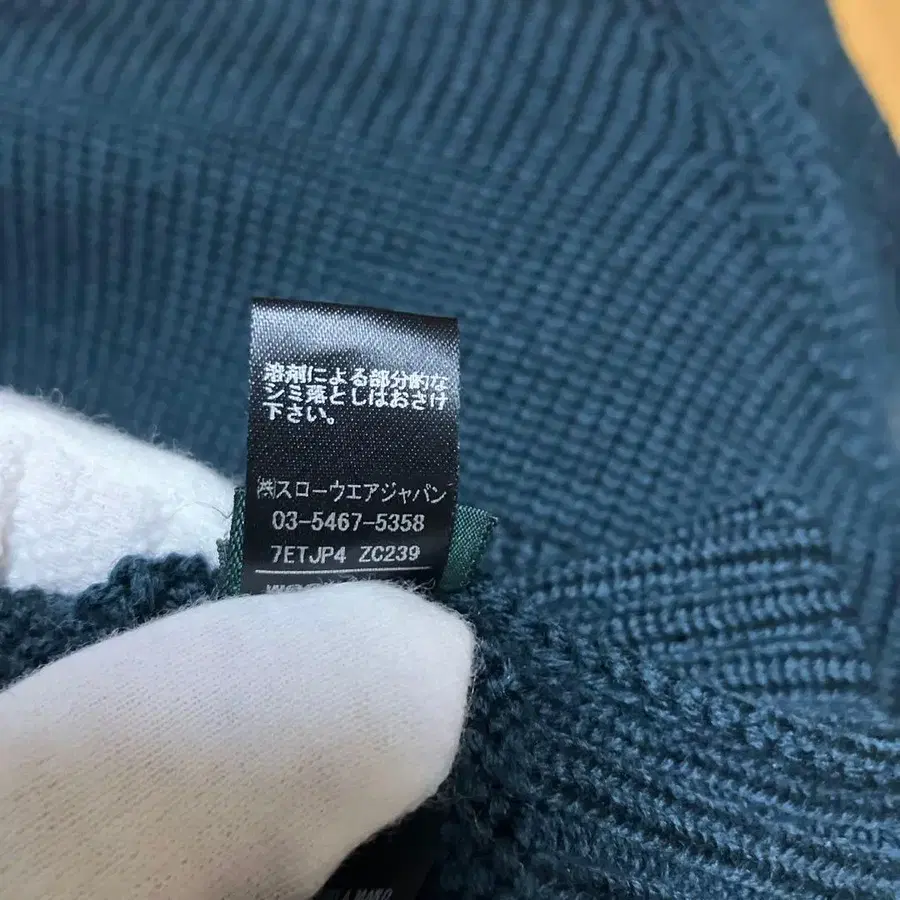 溶剤による部分的な
シミ落としはおさけ
下さい。
㈱スローウエアジャパン
03-5467-5358
7ETJP4 ZC239